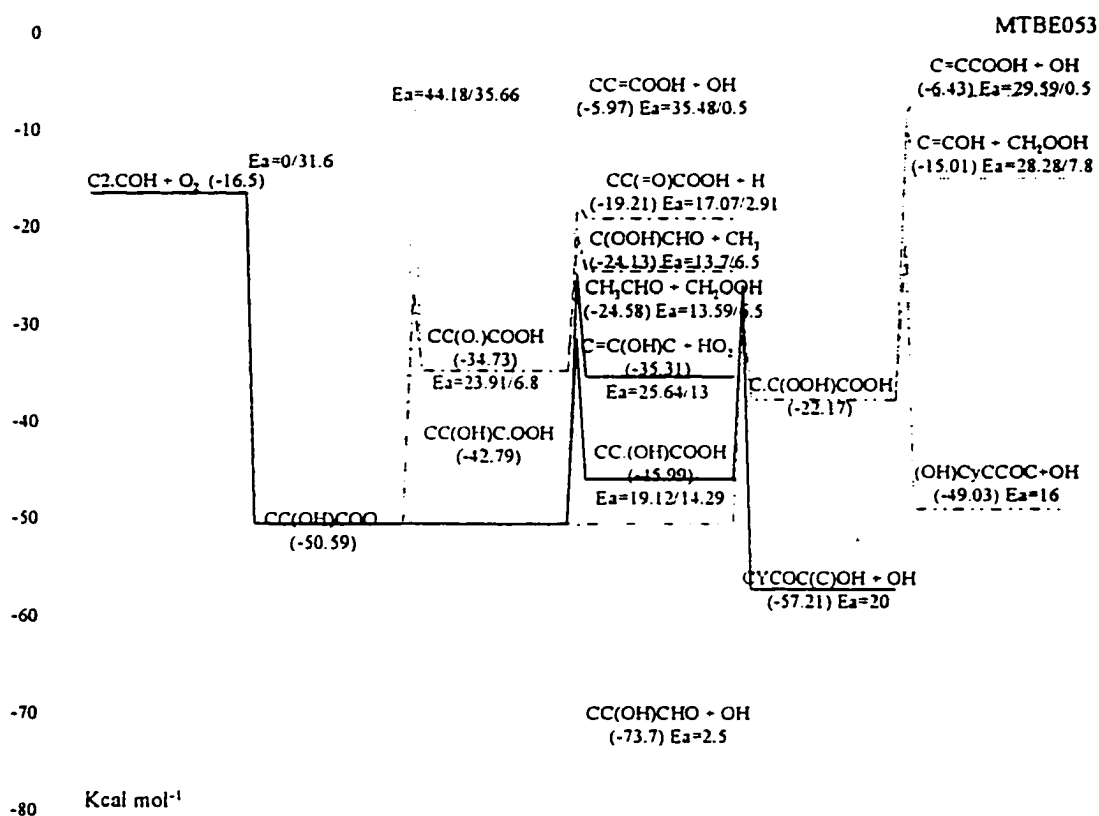 MTBE053
0
-10
-20
-30
-40
-50
-60
-70
-80
Kcal mol⁻¹
C2.COH + O₂ (-16.5)
Ea=0/31.6
CC(OH)COO
(-50.59)
Ea=44.18/35.66
CC(O.)COOH
(-34.73)
Ea=23.91/6.8
CC(OH)C.OOH
(-42.79)
CC=COOH + OH
(-5.97) Ea=35.48/0.5
CC(=O)COOH + H
(-19.21) Ea=17.07/2.91
C(OOH)CHO + CH₃
(-24.13) Ea=13.7/6.5
CH₃CHO + CH₂OOH
(-24.58) Ea=13.59/6.5
C=C(OH)C + HO₂
(-35.31)
Ea=25.64/13
CC.(OH)COOH
(-45.99)
Ea=19.12/14.29
CC(OH)CHO + OH
(-73.7) Ea=2.5
C.C(OOH)COOH
(-22.17)
CYCOC(C)OH + OH
(-57.21) Ea=20
C=CCOOH + OH
(-6.43) Ea=29.59/0.5
C=COH + CH₂OOH
(-15.01) Ea=28.28/7.8
(OH)CyCCOC+OH
(-49.03) Ea=16